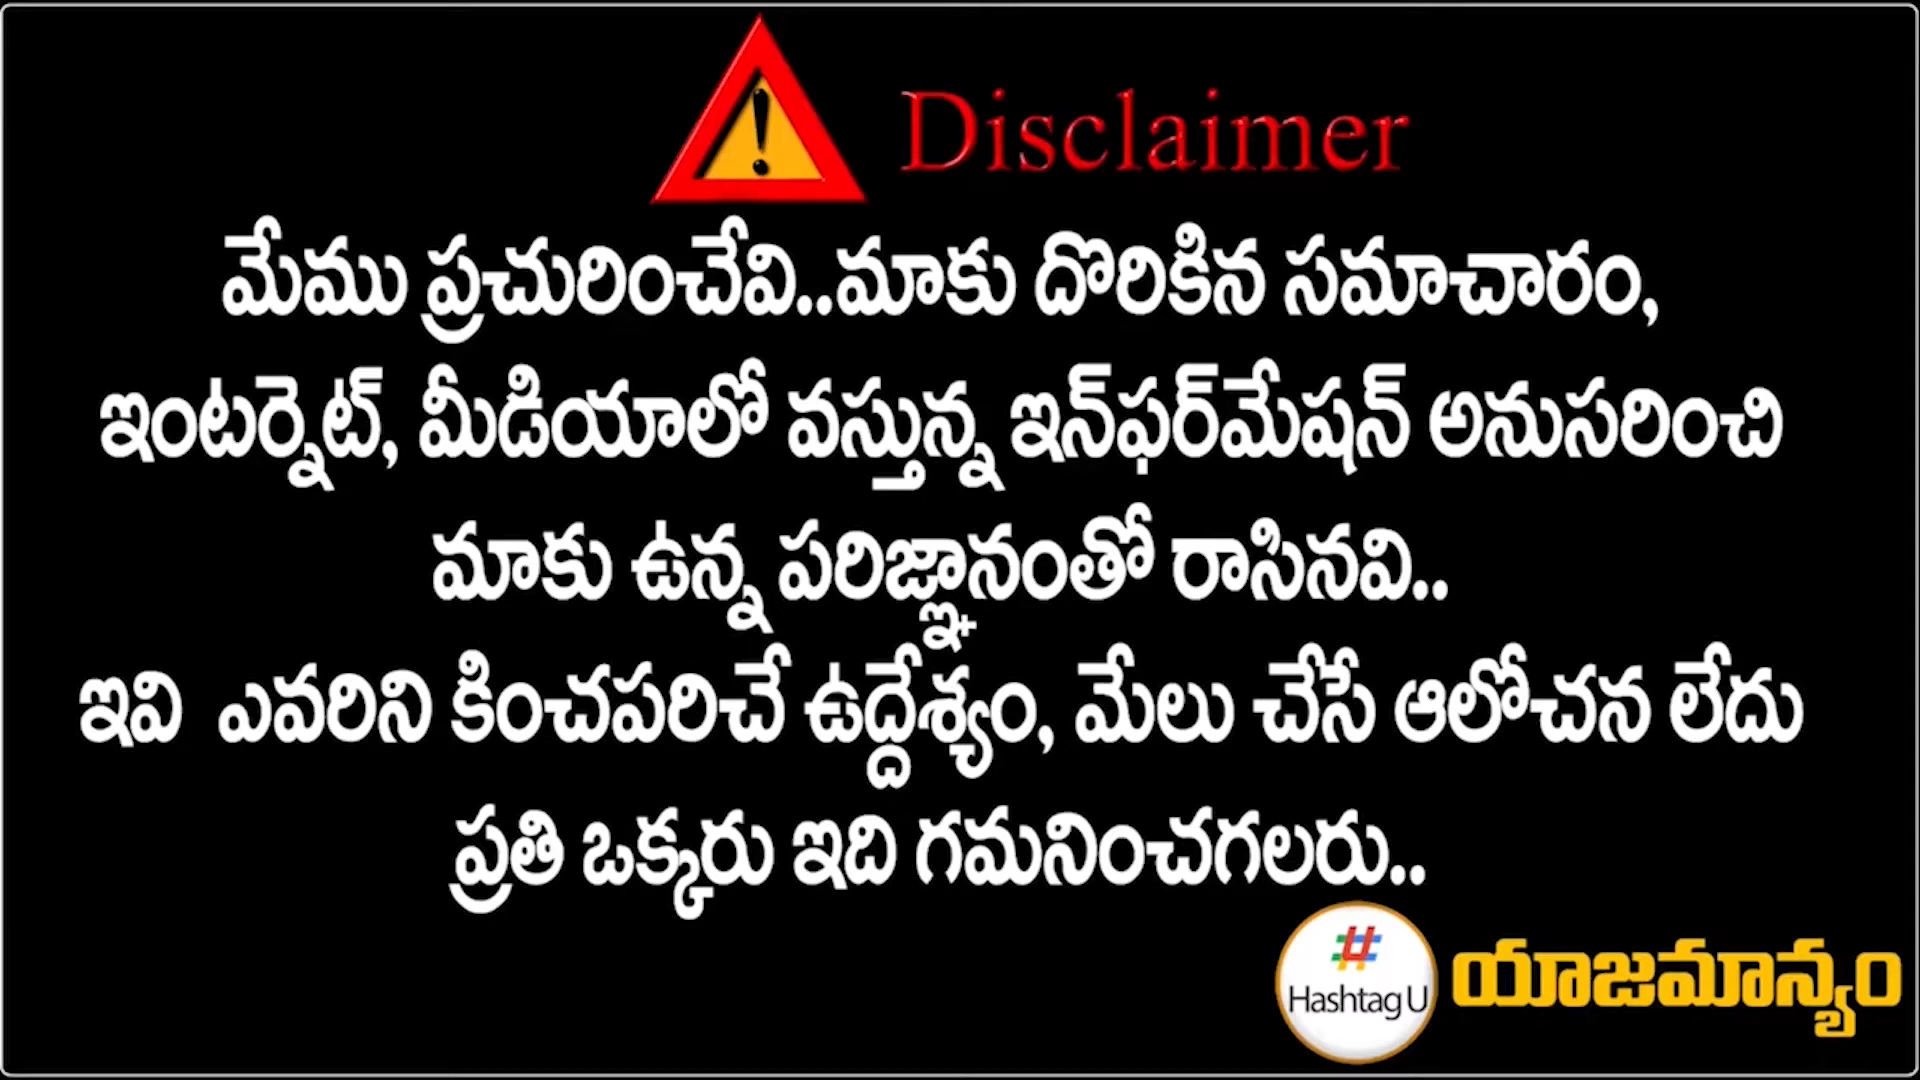 Disclaimer
మేము ప్రచురించేవి..మాకు దొరికిన సమాచారం,
ఇంటర్నెట్, మీడియాలో వస్తున్న ఇన్‌ఫర్‌మేషన్ అనుసరించి
మాకు ఉన్న పరిజ్ఞానంతో రాసినవి..
ఇవి ఎవరిని కించపరిచే ఉద్దేశ్యం, మేలు చేసే ఆలోచన లేదు
ప్రతి ఒక్కరు ఇది గమనించగలరు..
Hashtag U
యాజమాన్యం